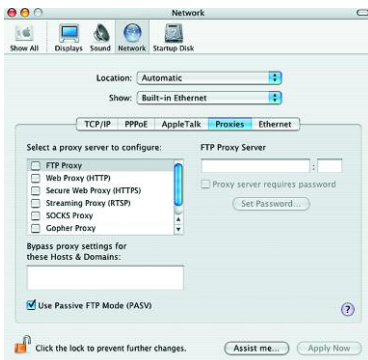 Network
Show All Displays Sound Network Startup Disk
Location: Automatic
Show: Built-in Ethernet
TCP/IP PPPoE AppleTalk Proxies Ethernet
Select a proxy server to configure:
FTP Proxy
Web Proxy (HTTP)
Secure Web Proxy (HTTPS)
Streaming Proxy (RTSP)
SOCKS Proxy
Gopher Proxy
FTP Proxy Server
:
Proxy server requires password
Set Password...
Bypass proxy settings for
these Hosts & Domains:
Use Passive FTP Mode (PASV)
?
Click the lock to prevent further changes.
Assist me... Apply Now